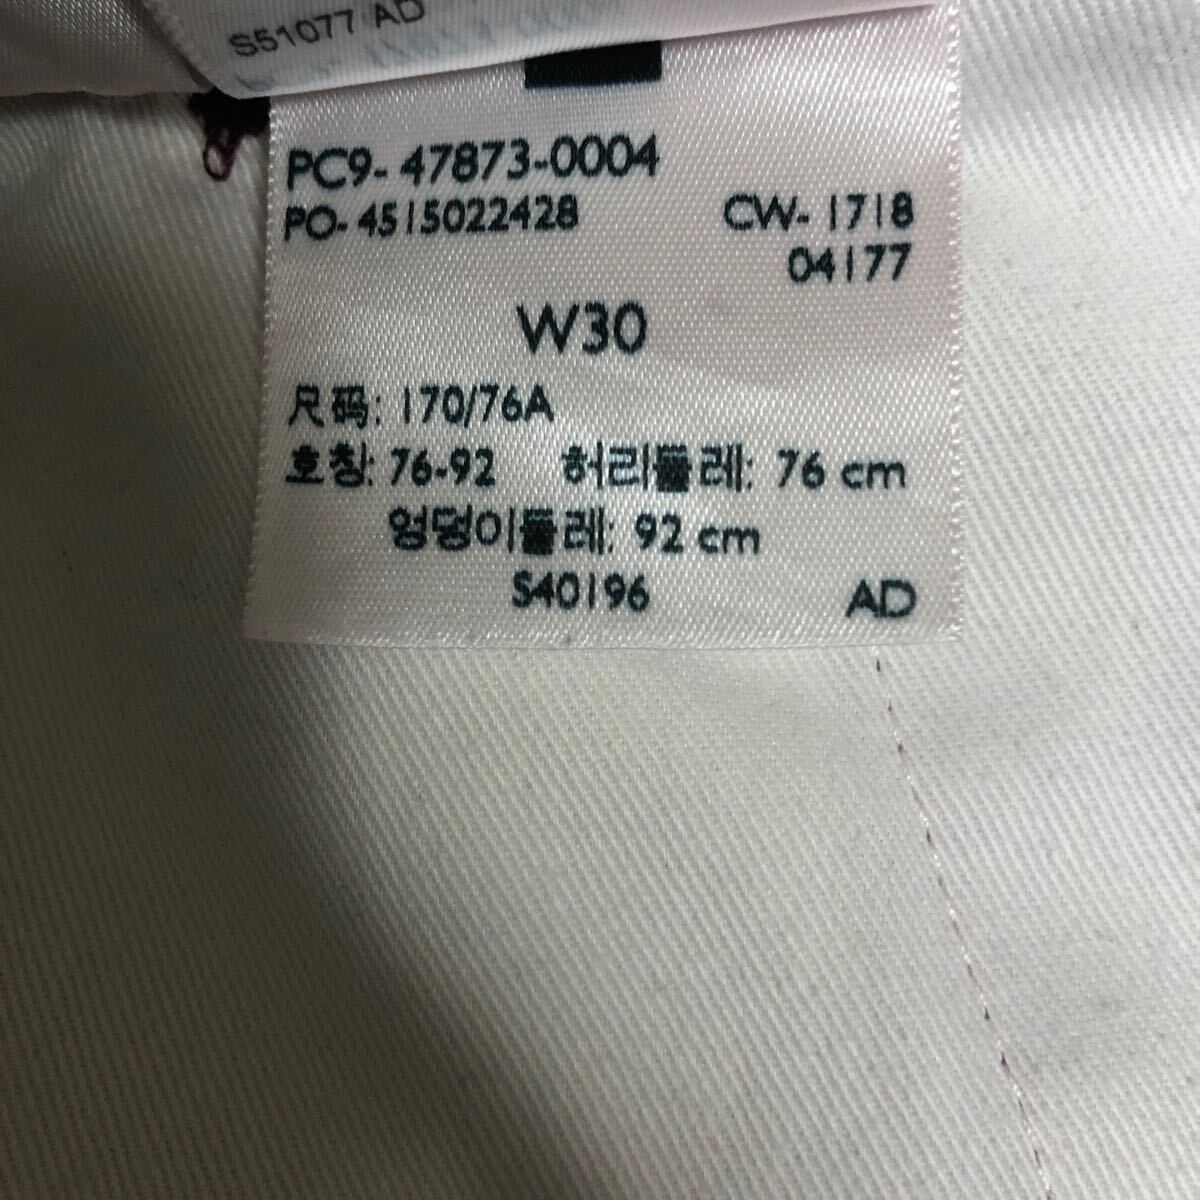 S51077 AD
PC9- 47873-0004
PO- 4515022428 CW- 1718
04177
W30
尺码: 170/76A
호칭: 76-92 허리둘레: 76 cm
엉덩이둘레: 92 cm
S40196 AD